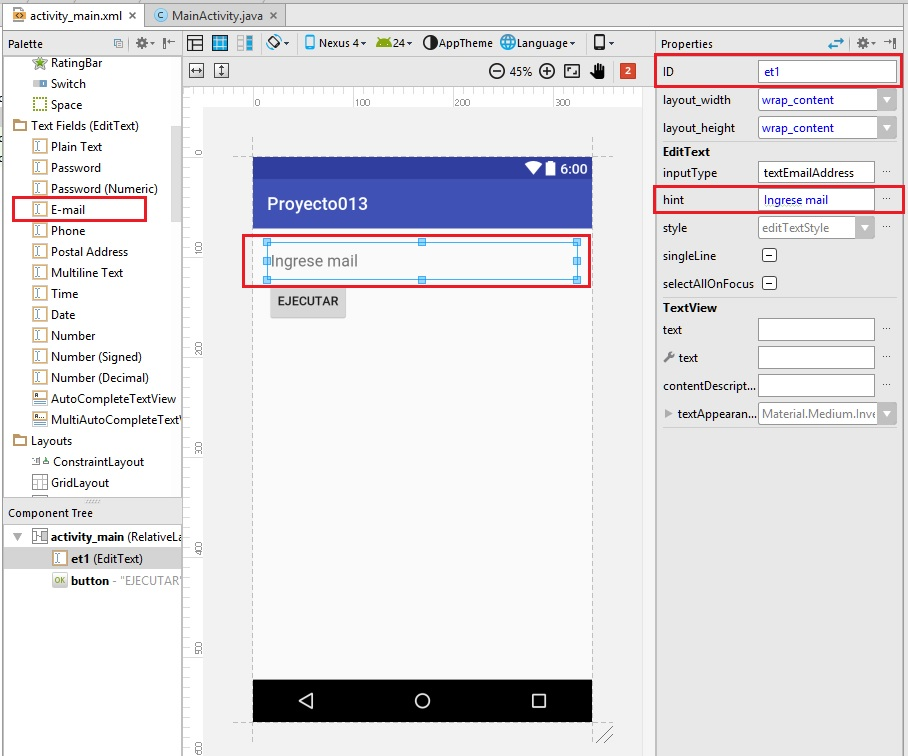 activity_main.xml
MainActivity.java
Palette
RatingBar
Switch
Space
Text Fields (EditText)
Plain Text
Password
Password (Numeric)
E-mail
Phone
Postal Address
Multiline Text
Time
Date
Number
Number (Signed)
Number (Decimal)
AutoCompleteTextView
MultiAutoCompleteText
Layouts
ConstraintLayout
GridLayout
Component Tree
activity_main (RelativeLa
et1 (EditText)
OK button - "EJECUTAR"
Nexus 4 24 AppTheme Language
45% 2
0 100 200 300
0
100
200
300
400
500
600
6:00
Proyecto013
Ingrese mail
EJECUTAR
Properties
ID et1
layout_width wrap_content
layout_height wrap_content
EditText
inputType textEmailAddress ...
hint Ingrese mail ...
style editTextStyle ...
singleLine
selectAllOnFocus
TextView
text ...
text ...
contentDescript... ...
textAppearan... Material.Medium.Inve